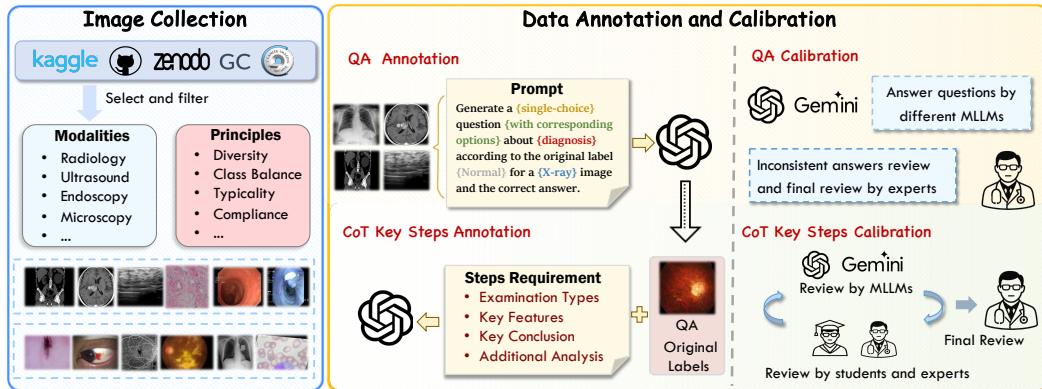 Image Collection
kaggle
zenodo
GC
Select and filter
Modalities
• Radiology
• Ultrasound
• Endoscopy
• Microscopy
• ...
Principles
• Diversity
• Class Balance
• Typicality
• Compliance
• ...
Data Annotation and Calibration
QA Annotation
Prompt
Generate a {single-choice}
question {with corresponding
options} about {diagnosis}
according to the original label
{Normal} for a {X-ray} image
and the correct answer.
CoT Key Steps Annotation
Steps Requirement
• Examination Types
• Key Features
• Key Conclusion
• Additional Analysis
QA
Original
Labels
QA Calibration
Gemini
Answer questions by
different MLLMs
Inconsistent answers review
and final review by experts
CoT Key Steps Calibration
Gemini
Review by MLLMs
Final Review
Review by students and experts